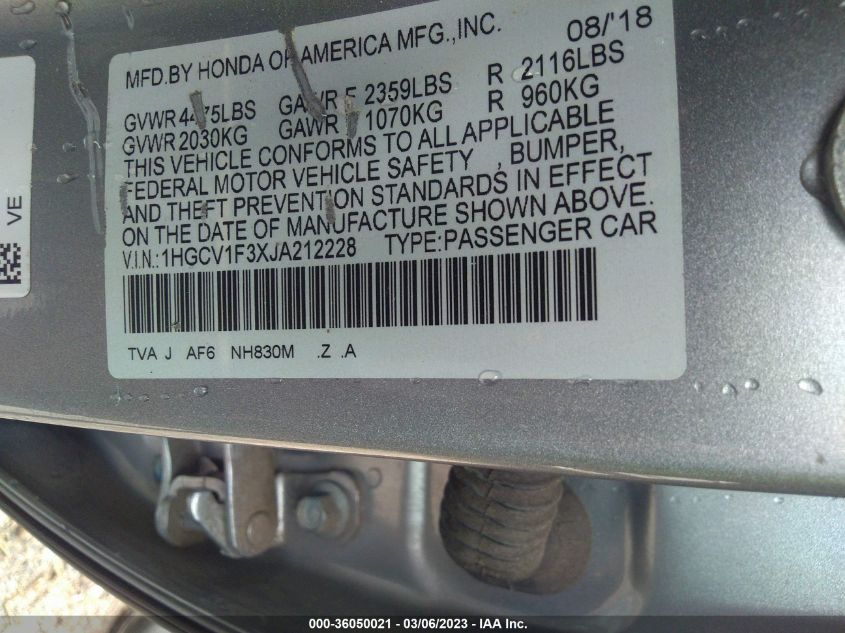 MFD.BY HONDA OF AMERICA MFG.,INC. 08/'18
GVWR 4475LBS GAWR F 2359LBS R 2116LBS
GVWR 2030KG GAWR 1070KG R 960KG
THIS VEHICLE CONFORMS TO ALL APPLICABLE
FEDERAL MOTOR VEHICLE SAFETY , BUMPER,
AND THEFT PREVENTION STANDARDS IN EFFECT
ON THE DATE OF MANUFACTURE SHOWN ABOVE.
V.I.N.:1HGCV1F3XJA212228 TYPE:PASSENGER CAR
TVA J AF6 NH830M .Z .A
VE
000-36050021 - 03/06/2023 - IAA Inc.